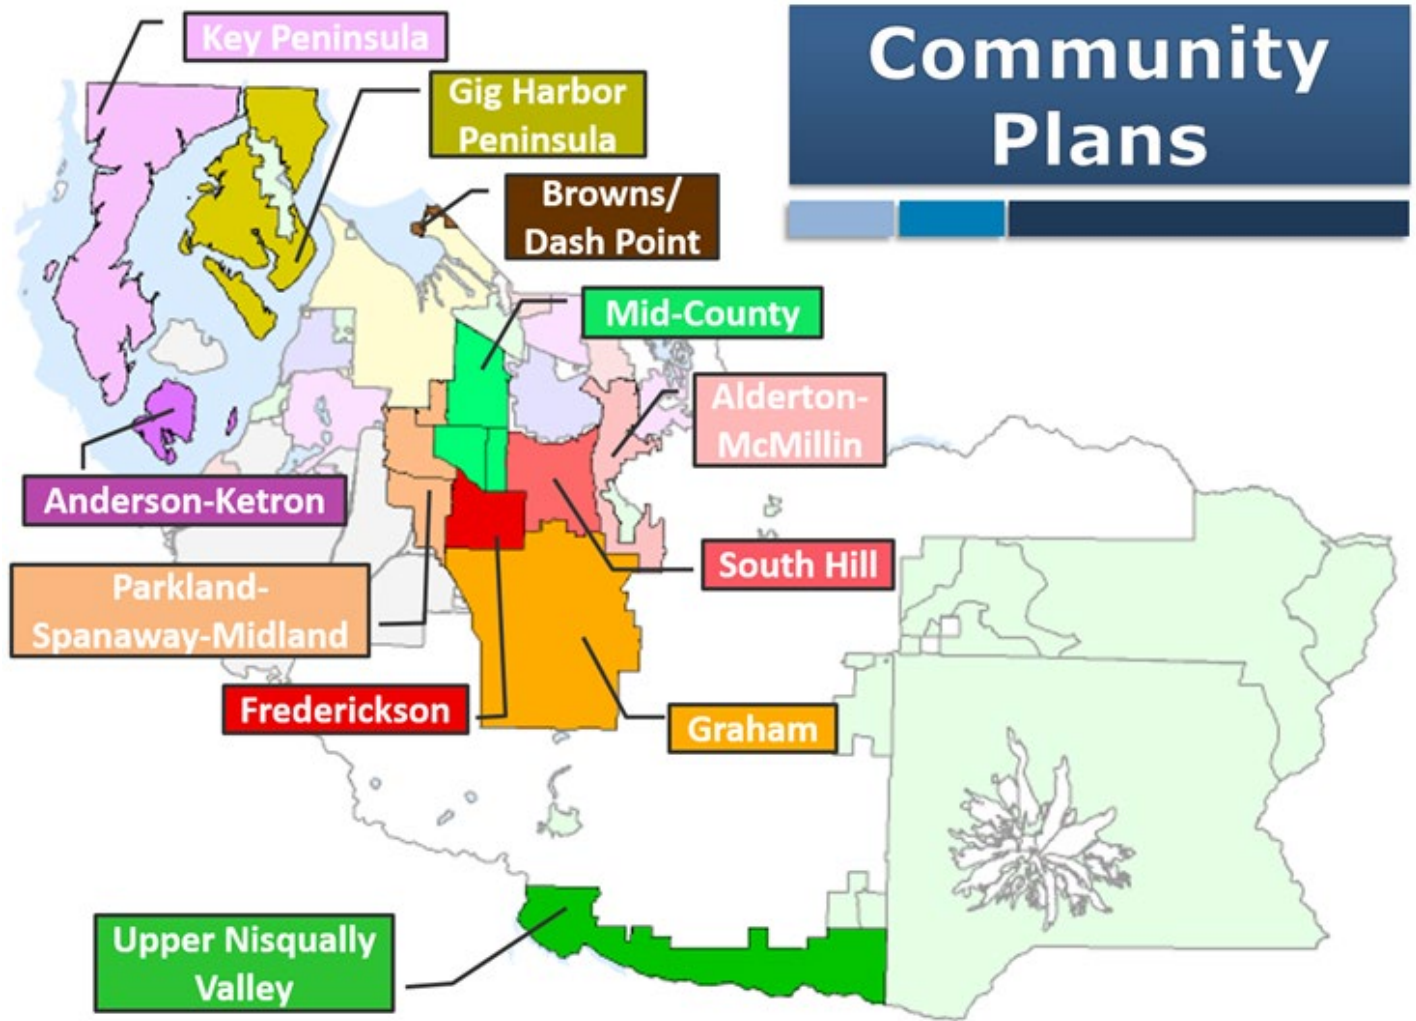 Community
Plans
Key Peninsula
Gig Harbor
Peninsula
Browns/
Dash Point
Mid-County
Alderton-
McMillin
Anderson-Ketron
South Hill
Parkland-
Spanaway-Midland
Frederickson
Graham
Upper Nisqually
Valley